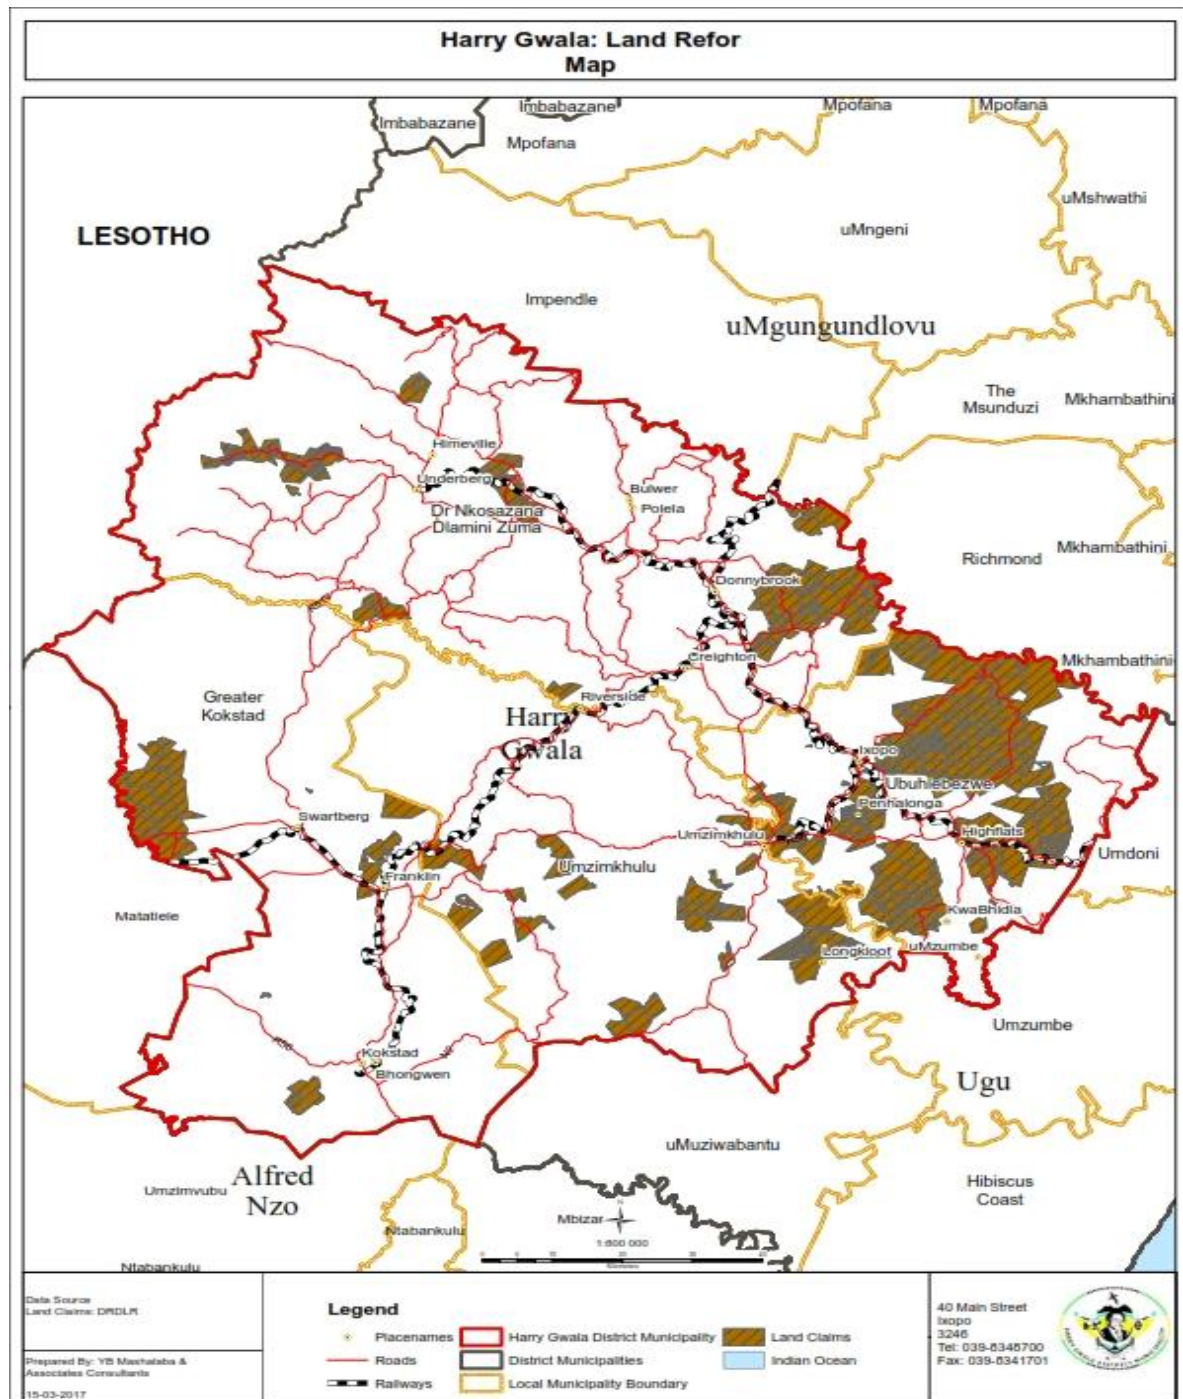 Harry Gwala: Land Refor
Map
Imbabazane
Imbabazane
Mpofana
Mpofana
Mpofana
uMshwathi
LESOTHO
uMngeni
Impendle
uMgungundlovu
The
Msunduzi
Mkhambathini
Himeville
Underberg
Bulwer
Polela
Dr Nkosazana
Dlamini Zuma
Richmond
Mkhambathini
Donnybrook
Creighton
Mkhambathini
Greater
Kokstad
Riverside
Harry
Gwala
Ixopo
Ubuhlebezwe
Penhalonga
Swartberg
Umzimkhulu
Highflats
Umdoni
Franklin
Umzimkhulu
Matatiele
KwaBhidla
uMzumbe
Longkloof
Umzumbe
Kokstad
Bhongwen
Ugu
uMuziwabantu
Alfred
Nzo
Umzimvubu
Hibiscus
Coast
Ntabankulu
Mbizar
N
1:600 000
Ntabankulu
Kilometers
Data Source
Land Claims: DRDLR
Prepared By: YB Mashalaba &
Associates Consultants
15-03-2017
Legend
Placenames
Roads
Railways
Harry Gwala District Municipality
District Municipalities
Local Municipality Boundary
Land Claims
Indian Ocean
40 Main Street
Ixopo
3246
Tel: 039-8348700
Fax: 039-8341701